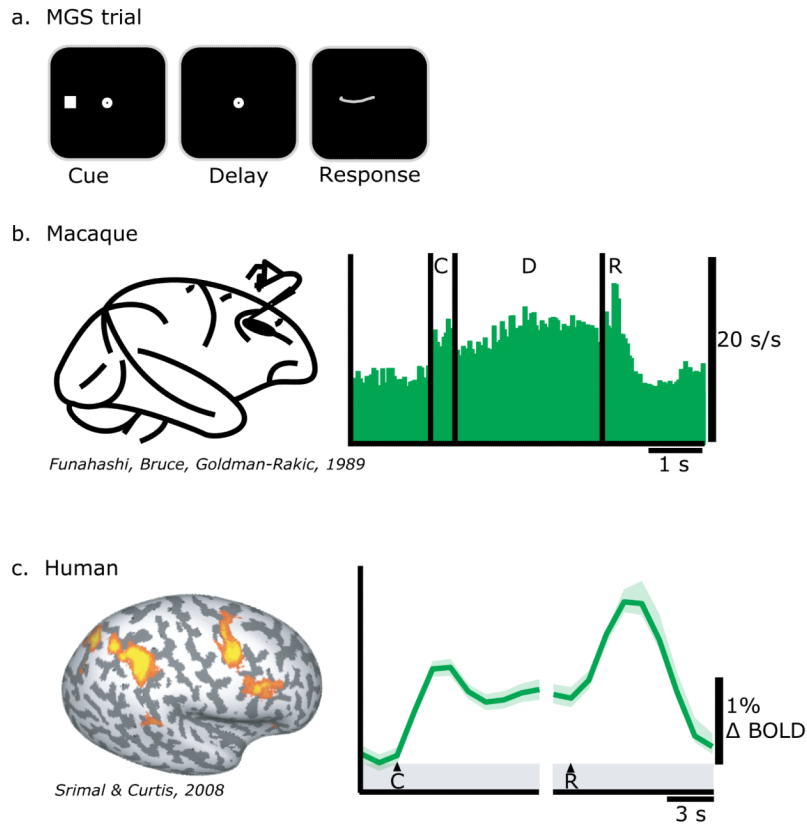 a. MGS trial
Cue
Delay
Response
b. Macaque
C
D
R
20 s/s
1 s
Funahashi, Bruce, Goldman-Rakic, 1989
c. Human
1%
Δ BOLD
C
R
3 s
Srimal & Curtis, 2008